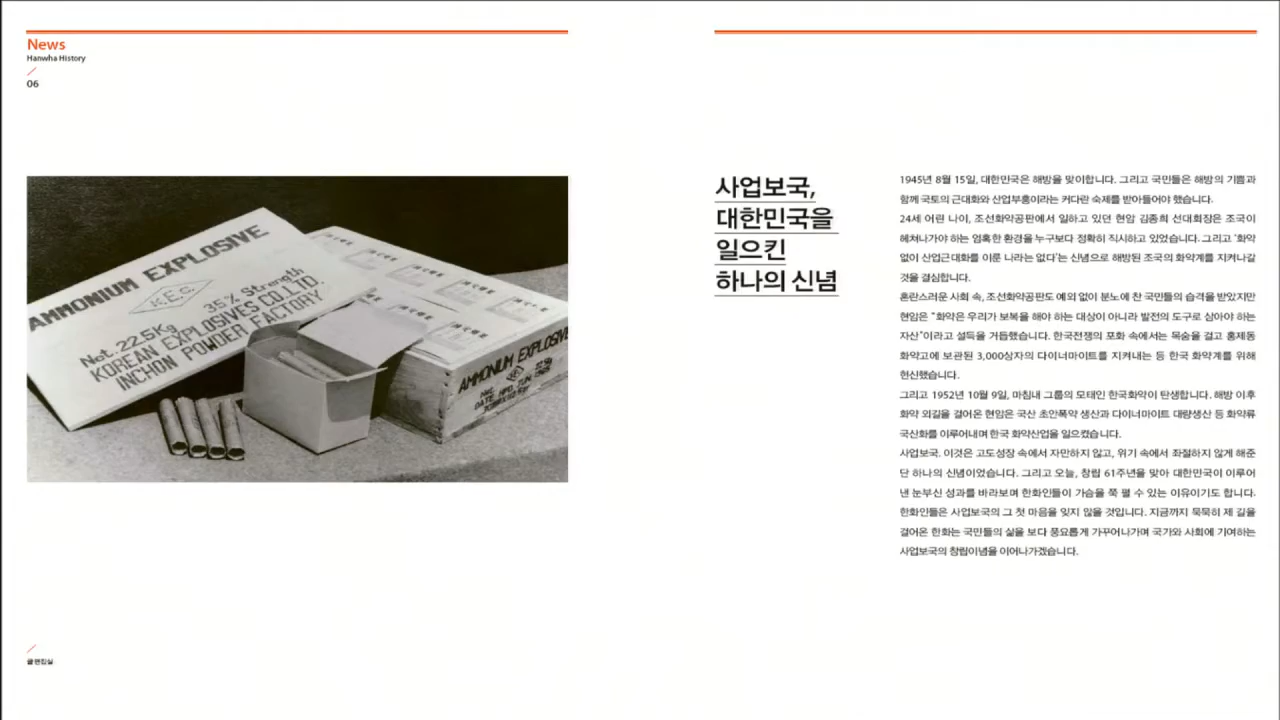 News
Hanwha History
06
AMMONIUM EXPLOSIVE
K.E.C.
35% Strength
Net. 22.5Kg
KOREAN EXPLOSIVES CO. LTD.
INCHON POWDER FACTORY
AMMONIUM EXPLOSIVE
글 편집실
사업보국,
대한민국을
일으킨
하나의 신념
1945년 8월 15일, 대한민국은 해방을 맞이합니다. 그리고 국민들은 해방의 기쁨과
함께 국토의 근대화와 산업부흥이라는 커다란 숙제를 받아들어야 했습니다.
24세 어린 나이, 조선화약공판에서 일하고 있던 현암 김종희 선대회장은 조국이
헤쳐나가야 하는 엄혹한 환경을 누구보다 정확히 직시하고 있었습니다. 그리고 '화약
없이 산업근대화를 이룬 나라는 없다'는 신념으로 해방된 조국의 화약계를 지켜나갈
것을 결심합니다.
혼란스러운 사회 속, 조선화약공판도 예외 없이 분노에 찬 국민들의 습격을 받았지만
현암은 "화약은 우리가 보복을 해야 하는 대상이 아니라 발전의 도구로 삼아야 하는
자산"이라고 설득을 거듭했습니다. 한국전쟁의 포화 속에서는 목숨을 걸고 홍제동
화약고에 보관된 3,000상자의 다이너마이트를 지켜내는 등 한국 화약계를 위해
헌신했습니다.
그리고 1952년 10월 9일, 마침내 그룹의 모태인 한국화약이 탄생합니다. 해방 이후
화약 외길을 걸어온 현암은 국산 초안폭약 생산과 다이너마이트 대량생산 등 화약류
국산화를 이루어내며 한국 화약산업을 일으켰습니다.
사업보국. 이것은 고도성장 속에서 자만하지 않고, 위기 속에서 좌절하지 않게 해준
단 하나의 신념이었습니다. 그리고 오늘, 창립 61주년을 맞아 대한민국이 이루어
낸 눈부신 성과를 바라보며 한화인들이 가슴을 쭉 펼 수 있는 이유이기도 합니다.
한화인들은 사업보국의 그 첫 마음을 잊지 않을 것입니다. 지금까지 묵묵히 제 길을
걸어온 한화는 국민들의 삶을 보다 풍요롭게 가꾸어나가며 국가와 사회에 기여하는
사업보국의 창립이념을 이어나가겠습니다.